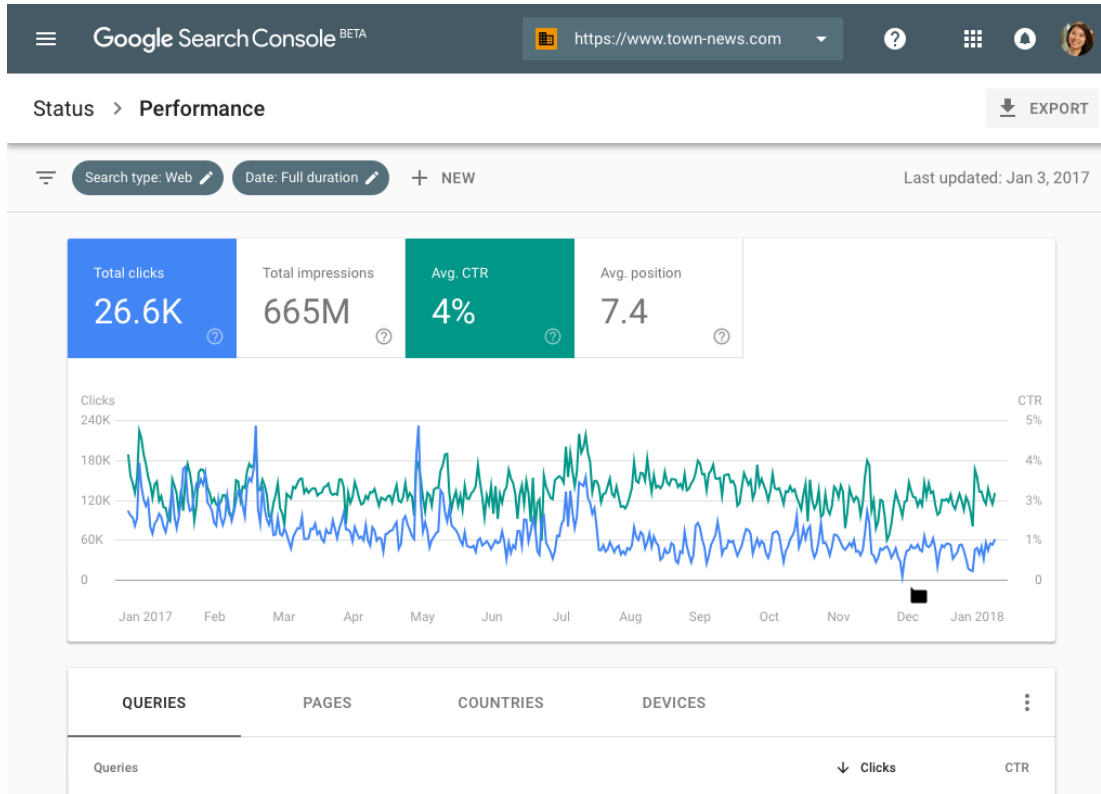 Google Search Console BETA
https://www.town-news.com
Status > Performance
EXPORT
Search type: Web
Date: Full duration
+ NEW
Last updated: Jan 3, 2017
Total clicks
26.6K
Total impressions
665M
Avg. CTR
4%
Avg. position
7.4
Clicks
CTR
240K
5%
180K
4%
120K
3%
60K
1%
0
0
Jan 2017 Feb Mar Apr May Jun Jul Aug Sep Oct Nov Dec Jan 2018
QUERIES PAGES COUNTRIES DEVICES
Queries
Clicks
CTR